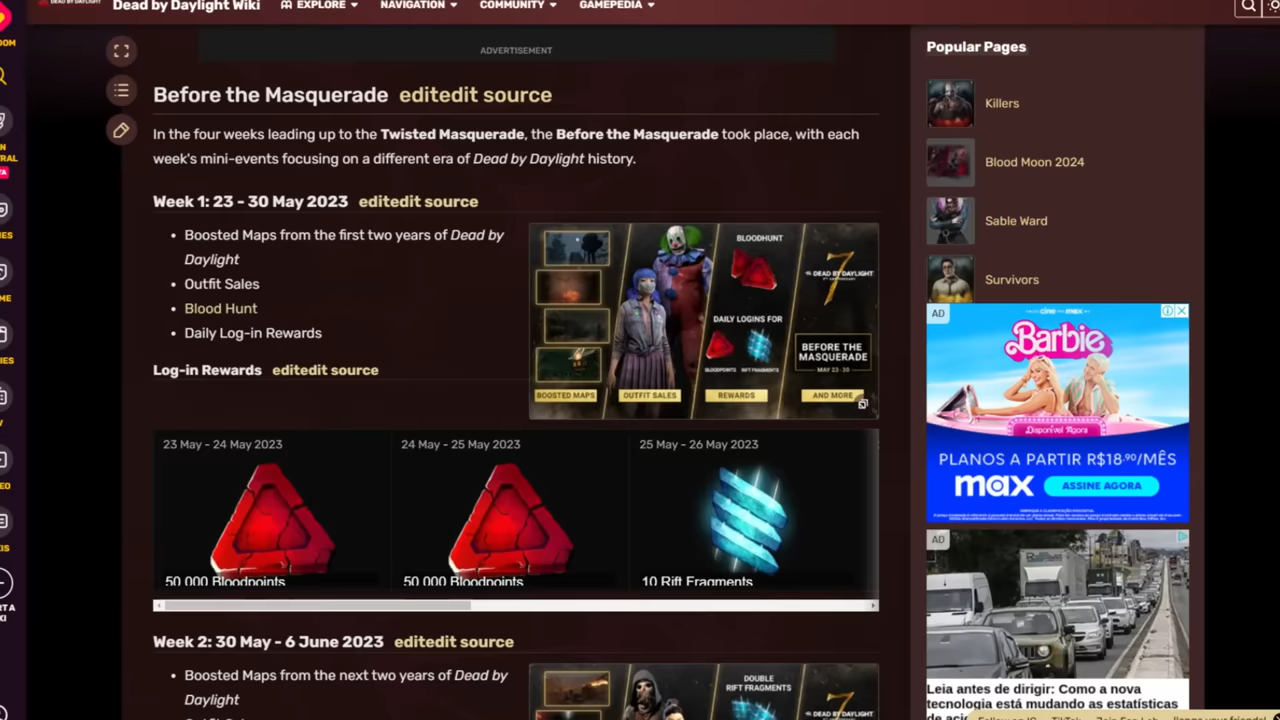 Dead by Daylight Wiki
EXPLORE
NAVIGATION
COMMUNITY
GAMEPEDIA
ADVERTISEMENT
Before the Masquerade editedit source
In the four weeks leading up to the Twisted Masquerade, the Before the Masquerade took place, with each
week's mini-events focusing on a different era of Dead by Daylight history.
Week 1: 23 - 30 May 2023 editedit source
Boosted Maps from the first two years of Dead by
Daylight
Outfit Sales
Blood Hunt
Daily Log-in Rewards
Log-in Rewards editedit source
BLOODHUNT
DEAD BY DAYLIGHT
DAILY LOGINS FOR
BLOODPOINTS
RIFT FRAGMENTS
BEFORE THE
MASQUERADE
MAY 23-30
BOOSTED MAPS
OUTFIT SALES
REWARDS
AND MORE
23 May - 24 May 2023
24 May - 25 May 2023
25 May - 26 May 2023
50 000 Bloodpoints
50 000 Bloodpoints
10 Rift Fragments
Week 2: 30 May - 6 June 2023 editedit source
Boosted Maps from the next two years of Dead by
Daylight
DOUBLE
RIFT FRAGMENTS
Popular Pages
Killers
Blood Moon 2024
Sable Ward
Survivors
AD
Barbie
Disponível Agora
PLANOS A PARTIR R$18,90/MÊS
max
ASSINE AGORA
AD
Leia antes de dirigir: Como a nova
tecnologia está mudando as estatísticas